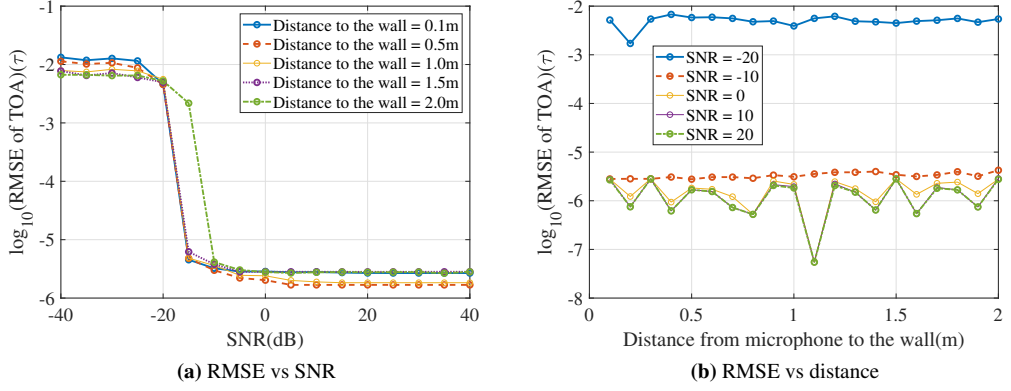 -1
-2
-3
-4
-5
-6
log10(RMSE of TOA)(τ)
Distance to the wall = 0.1m
Distance to the wall = 0.5m
Distance to the wall = 1.0m
Distance to the wall = 1.5m
Distance to the wall = 2.0m
-40 -20 0 20 40
SNR(dB)
(a) RMSE vs SNR
-2
-3
-4
-5
-6
-7
-8
log10(RMSE of TOA)(τ)
SNR = -20
SNR = -10
SNR = 0
SNR = 10
SNR = 20
0 0.5 1 1.5 2
Distance from microphone to the wall(m)
(b) RMSE vs distance